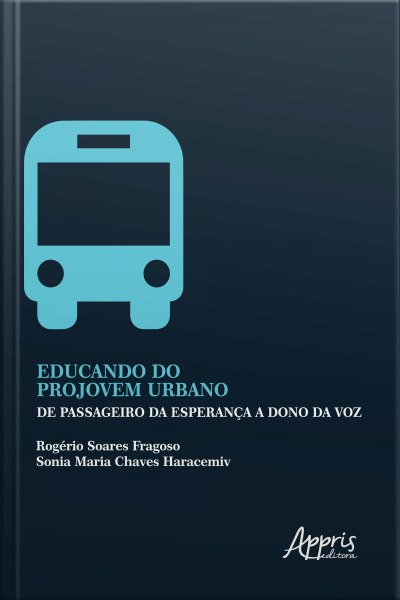 EDUCANDO DO
PROJOVEM URBANO
DE PASSAGEIRO DA ESPERANÇA A DONO DA VOZ
Rogério Soares Fragoso
Sonia Maria Chaves Haracemiv
Appris
editora